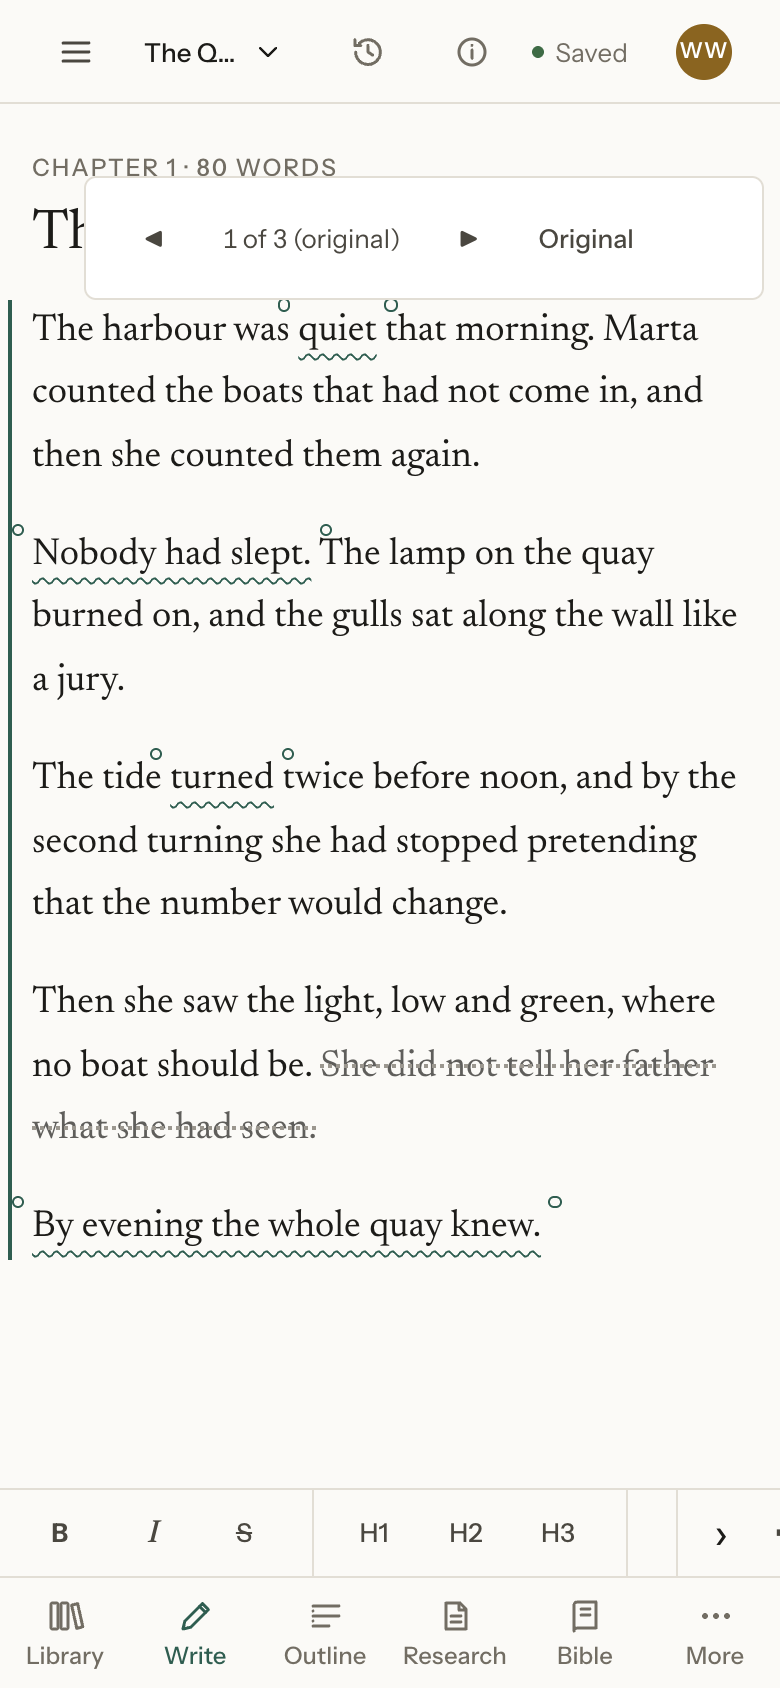 The Q...
Saved
WW
CHAPTER 1 · 80 WORDS
1 of 3 (original)
Original
The harbour was quiet that morning. Marta
counted the boats that had not come in, and
then she counted them again.
Nobody had slept. The lamp on the quay
burned on, and the gulls sat along the wall like
a jury.
The tide turned twice before noon, and by the
second turning she had stopped pretending
that the number would change.
Then she saw the light, low and green, where
no boat should be. She did not tell her father
what she had seen.
By evening the whole quay knew.
B I S H1 H2 H3
Library Write Outline Research Bible More